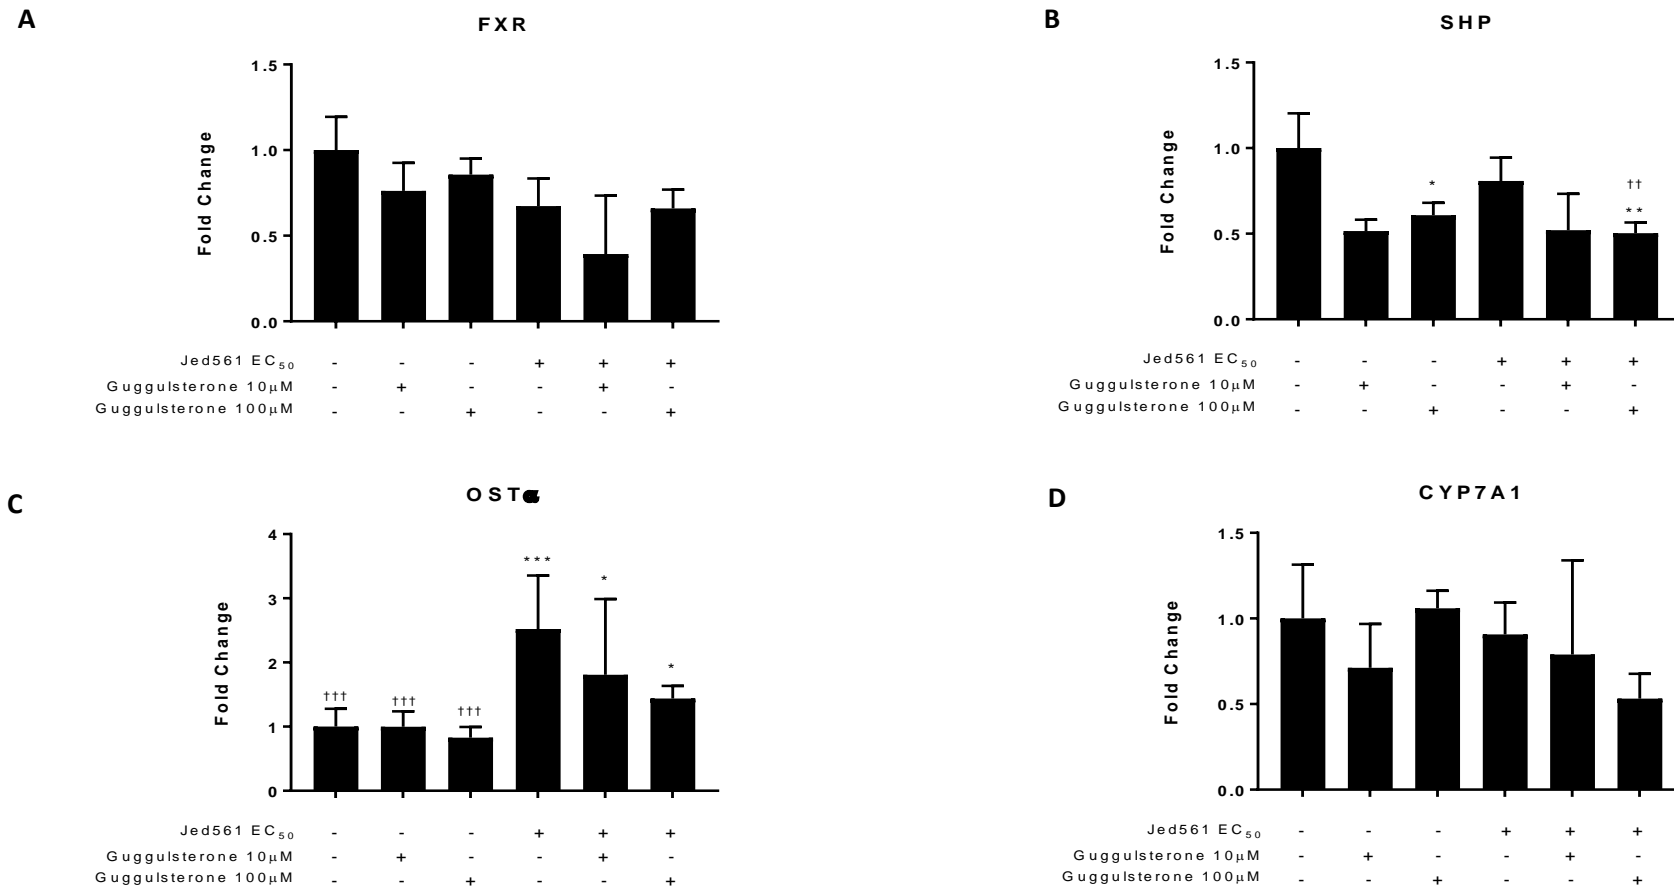 A
FXR
Fold Change
1.5
1.0
0.5
0.0
Jed561 EC50 - - - + + +
Guggulsterone 10μM - + - - + -
Guggulsterone 100μM - - + - - +
B
SHP
Fold Change
1.5
1.0
0.5
0.0
*
††
**
Jed561 EC50 - - - + + +
Guggulsterone 10μM - + - - + -
Guggulsterone 100μM - - + - - +
C
OSTα
Fold Change
4
3
2
1
0
†††
†††
†††
***
*
*
Jed561 EC50 - - - + + +
Guggulsterone 10μM - + - - + -
Guggulsterone 100μM - - + - - +
D
CYP7A1
Fold Change
1.5
1.0
0.5
0.0
Jed561 EC50 - - - + + +
Guggulsterone 10μM - + - - + -
Guggulsterone 100μM - - + - - +